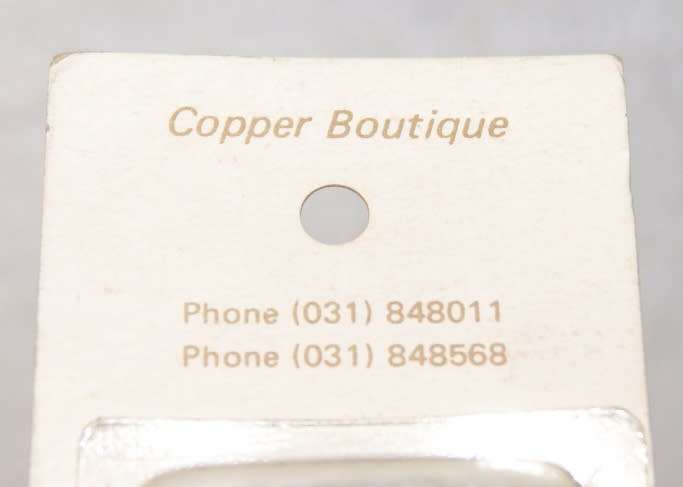 Copper Boutique
Phone (031) 848011
Phone (031) 848568